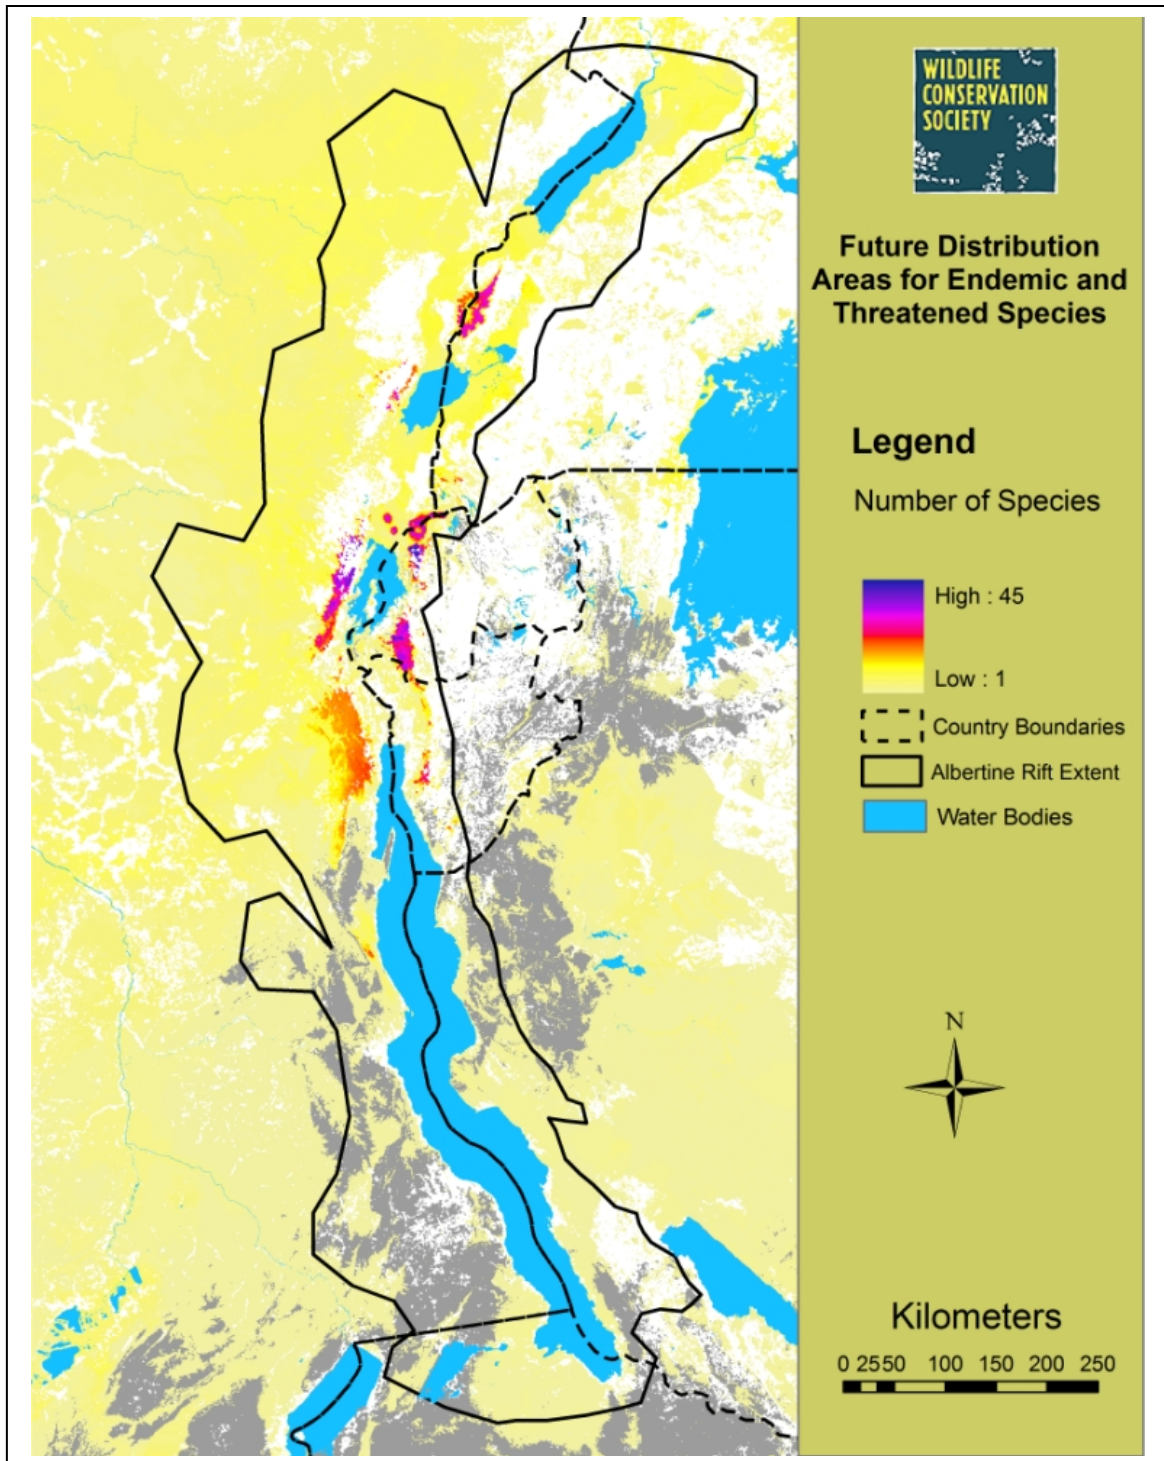 WILDLIFE
CONSERVATION
SOCIETY
Future Distribution
Areas for Endemic and
Threatened Species
Legend
Number of Species
High : 45
Low : 1
Country Boundaries
Albertine Rift Extent
Water Bodies
N
Kilometers
0 25 50 100 150 200 250